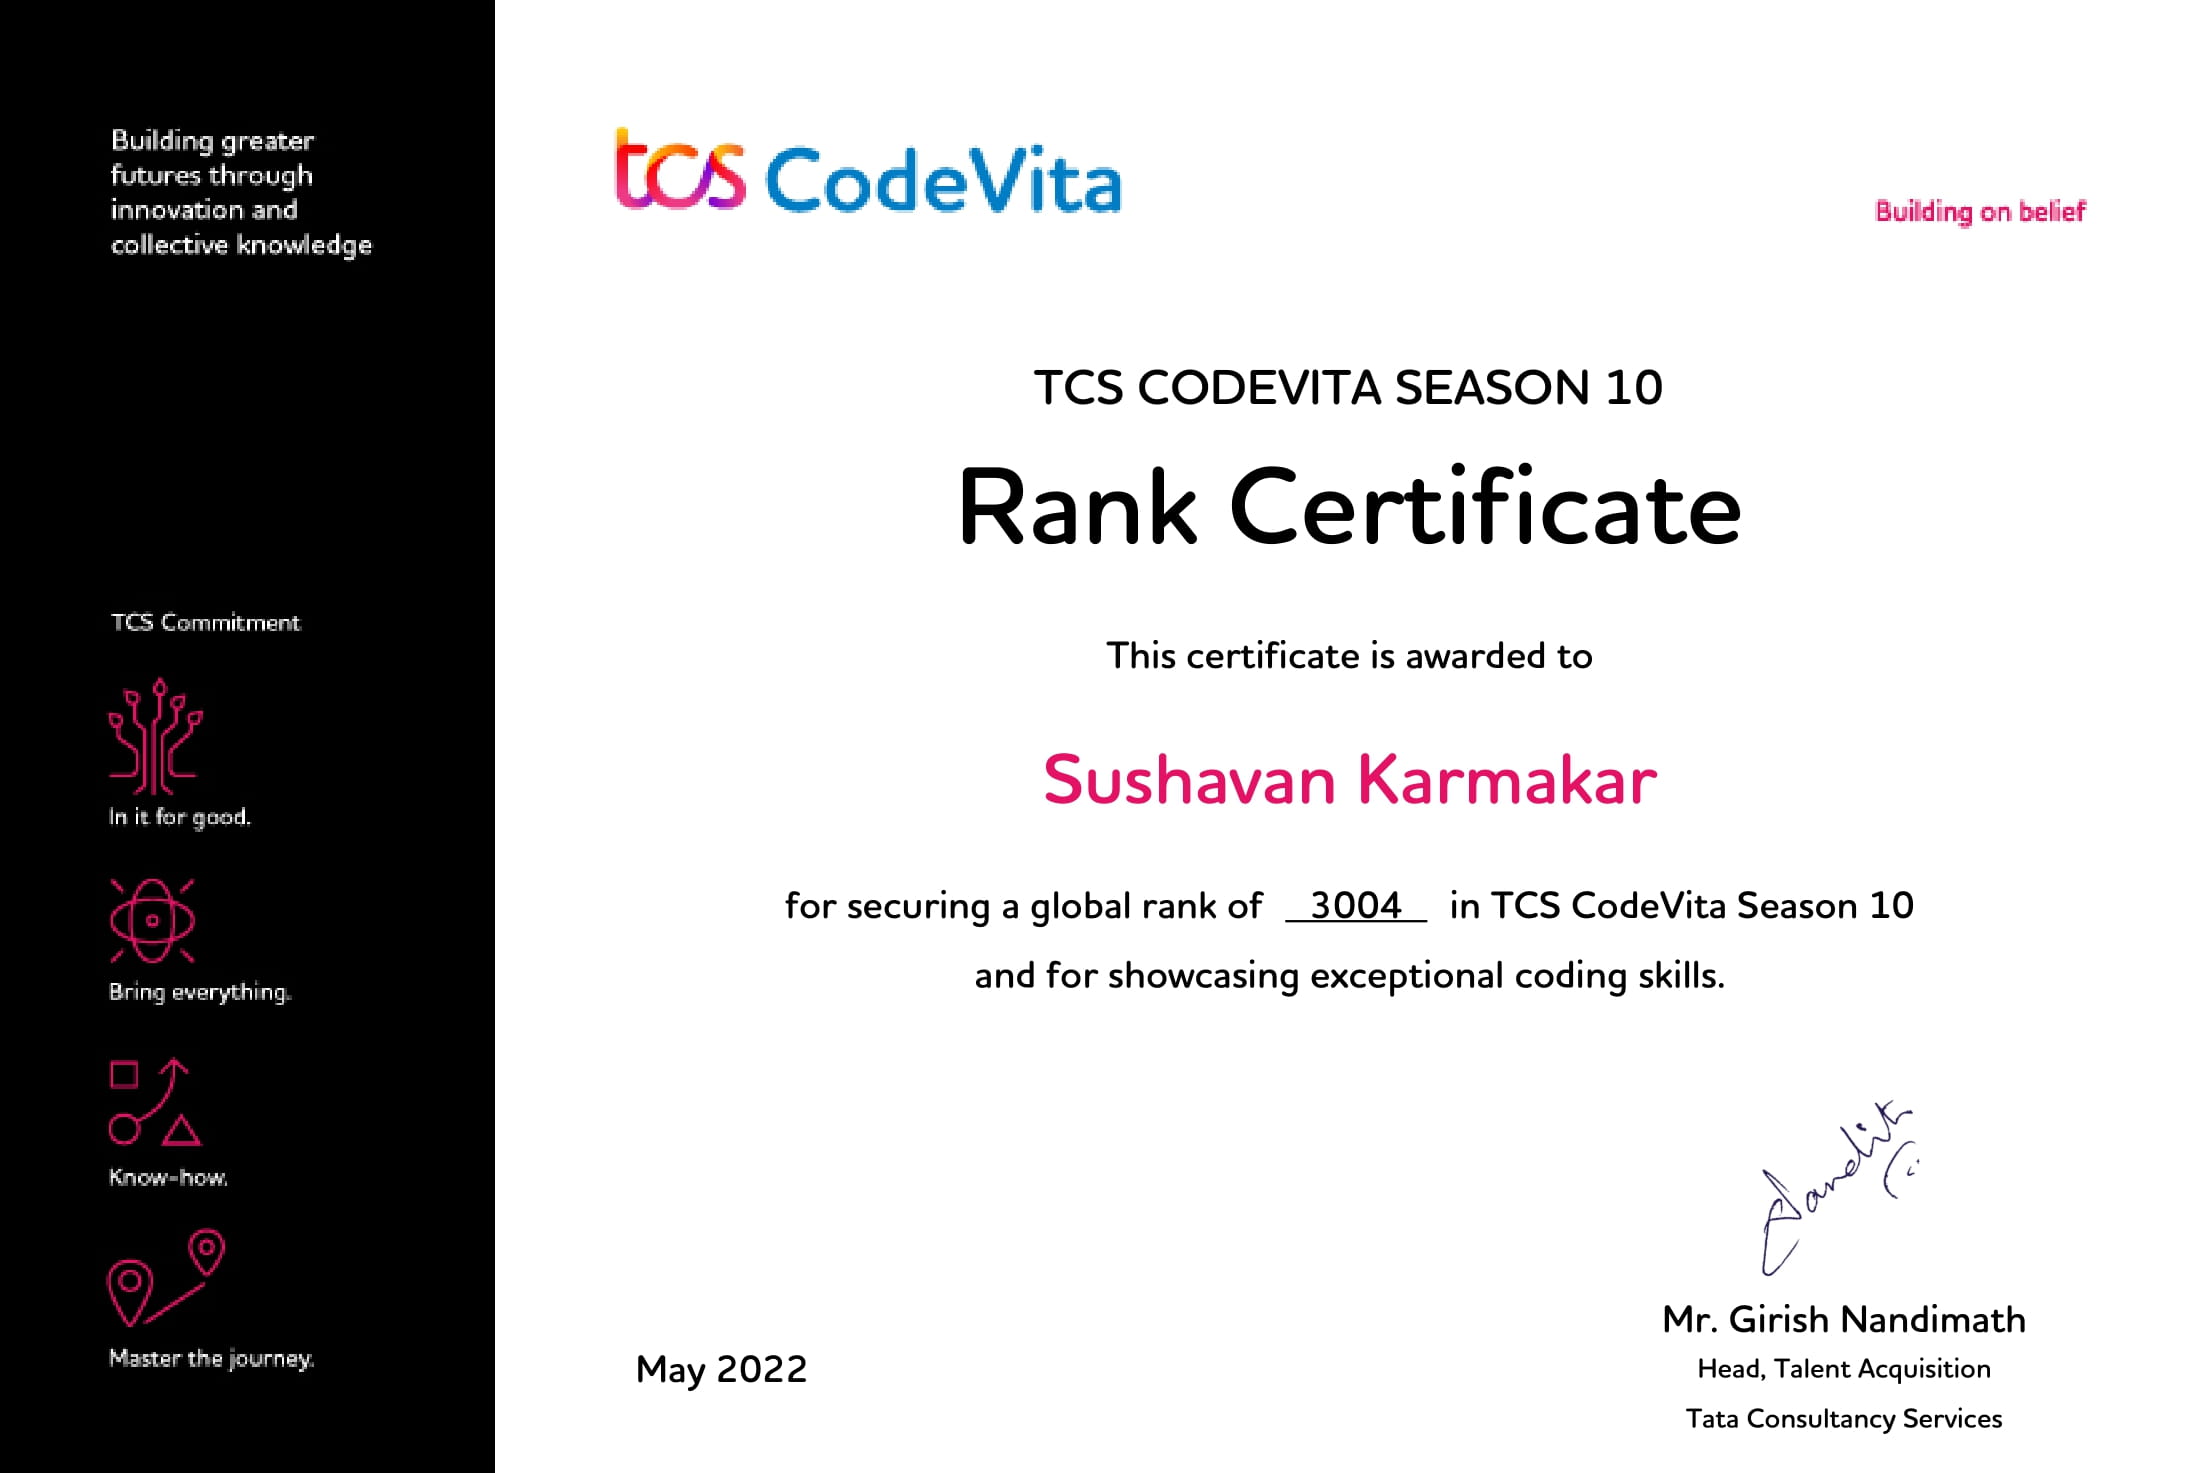 Building greater
futures through
innovation and
collective knowledge
TCS Commitment
In it for good.
Bring everything.
Know-how.
Master the journey.
tcs CodeVita
Building on belief
TCS CODEVITA SEASON 10
Rank Certificate
This certificate is awarded to
Sushavan Karmakar
for securing a global rank of 3004 in TCS CodeVita Season 10
and for showcasing exceptional coding skills.
May 2022
Mr. Girish Nandimath
Head, Talent Acquisition
Tata Consultancy Services